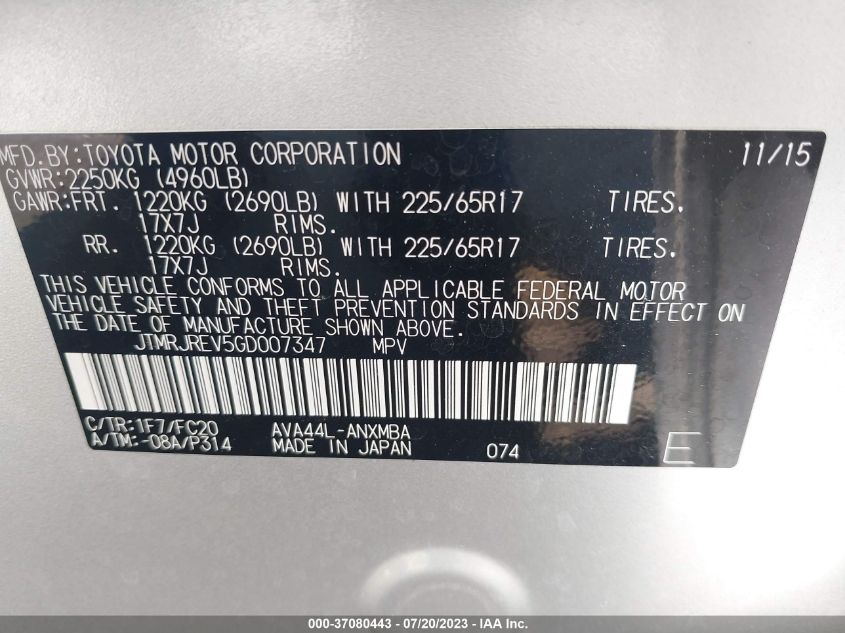 MFD.BY:TOYOTA MOTOR CORPORATION 11/15
GVWR:2250KG (4960LB)
GAWR:FRT. 1220KG (2690LB) WITH 225/65R17 TIRES.
17X7J RIMS.
RR. 1220KG (2690LB) WITH 225/65R17 TIRES.
17X7J RIMS.
THIS VEHICLE CONFORMS TO ALL APPLICABLE FEDERAL MOTOR
VEHICLE SAFETY AND THEFT PREVENTION STANDARDS IN EFFECT ON
THE DATE OF MANUFACTURE SHOWN ABOVE.
JTMRJREV5GD007347 MPV
C/TR:1F7/FC20 AVA44L-ANXMBA
A/TM:-08A/P314 MADE IN JAPAN 074 E
000-37080443 - 07/20/2023 - IAA Inc.